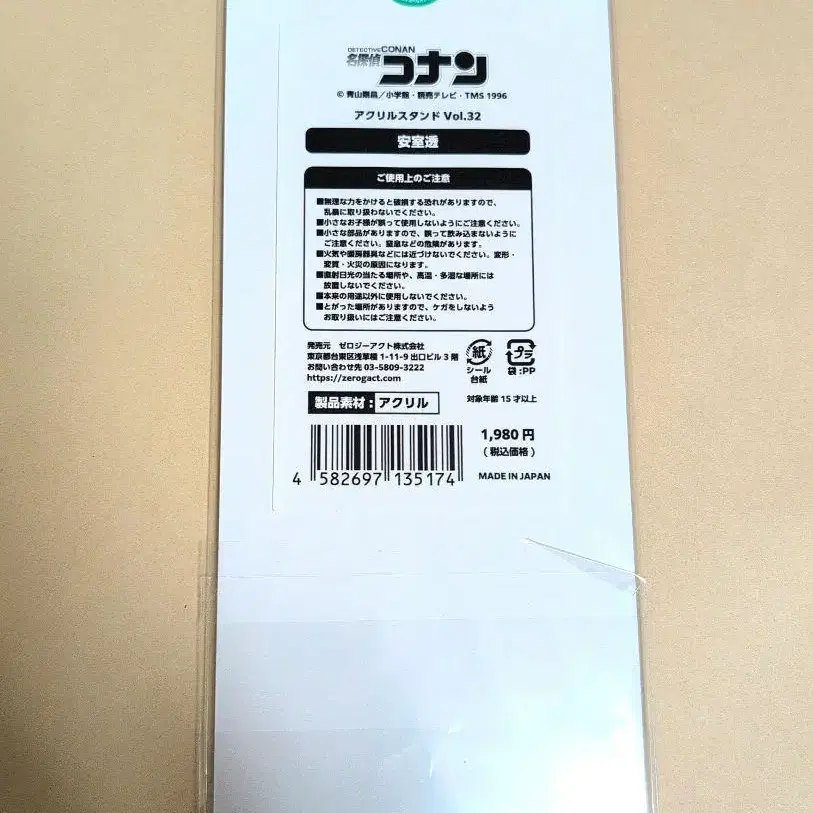 DETECTIVE CONAN
名探偵コナン
© 青山剛昌／小学館・読売テレビ・TMS 1996
アクリルスタンド Vol.32
安室透
ご使用上のご注意
■無理な力をかけると破損する恐れがありますので、
乱暴に取り扱わないでください。
■小さなお子様が誤って使用しないようにご注意ください。
■小さな部品がありますので、誤って飲み込まないように
ご注意ください。窒息などの危険があります。
■火気や暖房器具などには近づけないでください。変形・
変質・火災の原因になります。
■直射日光の当たる場所や、高温・多湿な場所には
放置しないでください。
■本来の用途以外に使用しないでください。
■とがった場所がありますので、ケガをしないよう
お取り扱いにはご注意ください。
発売元 ゼロジーアクト株式会社
東京都台東区浅草橋 1-11-9 出口ビル 3 階
お問い合わせ先 03-5809-3222
https://zerogact.com
紙
シール
台紙
プラ
袋:PP
製品素材：アクリル
対象年齢 15 才以上
1,980 円
（税込価格）
4 582697 135174
MADE IN JAPAN